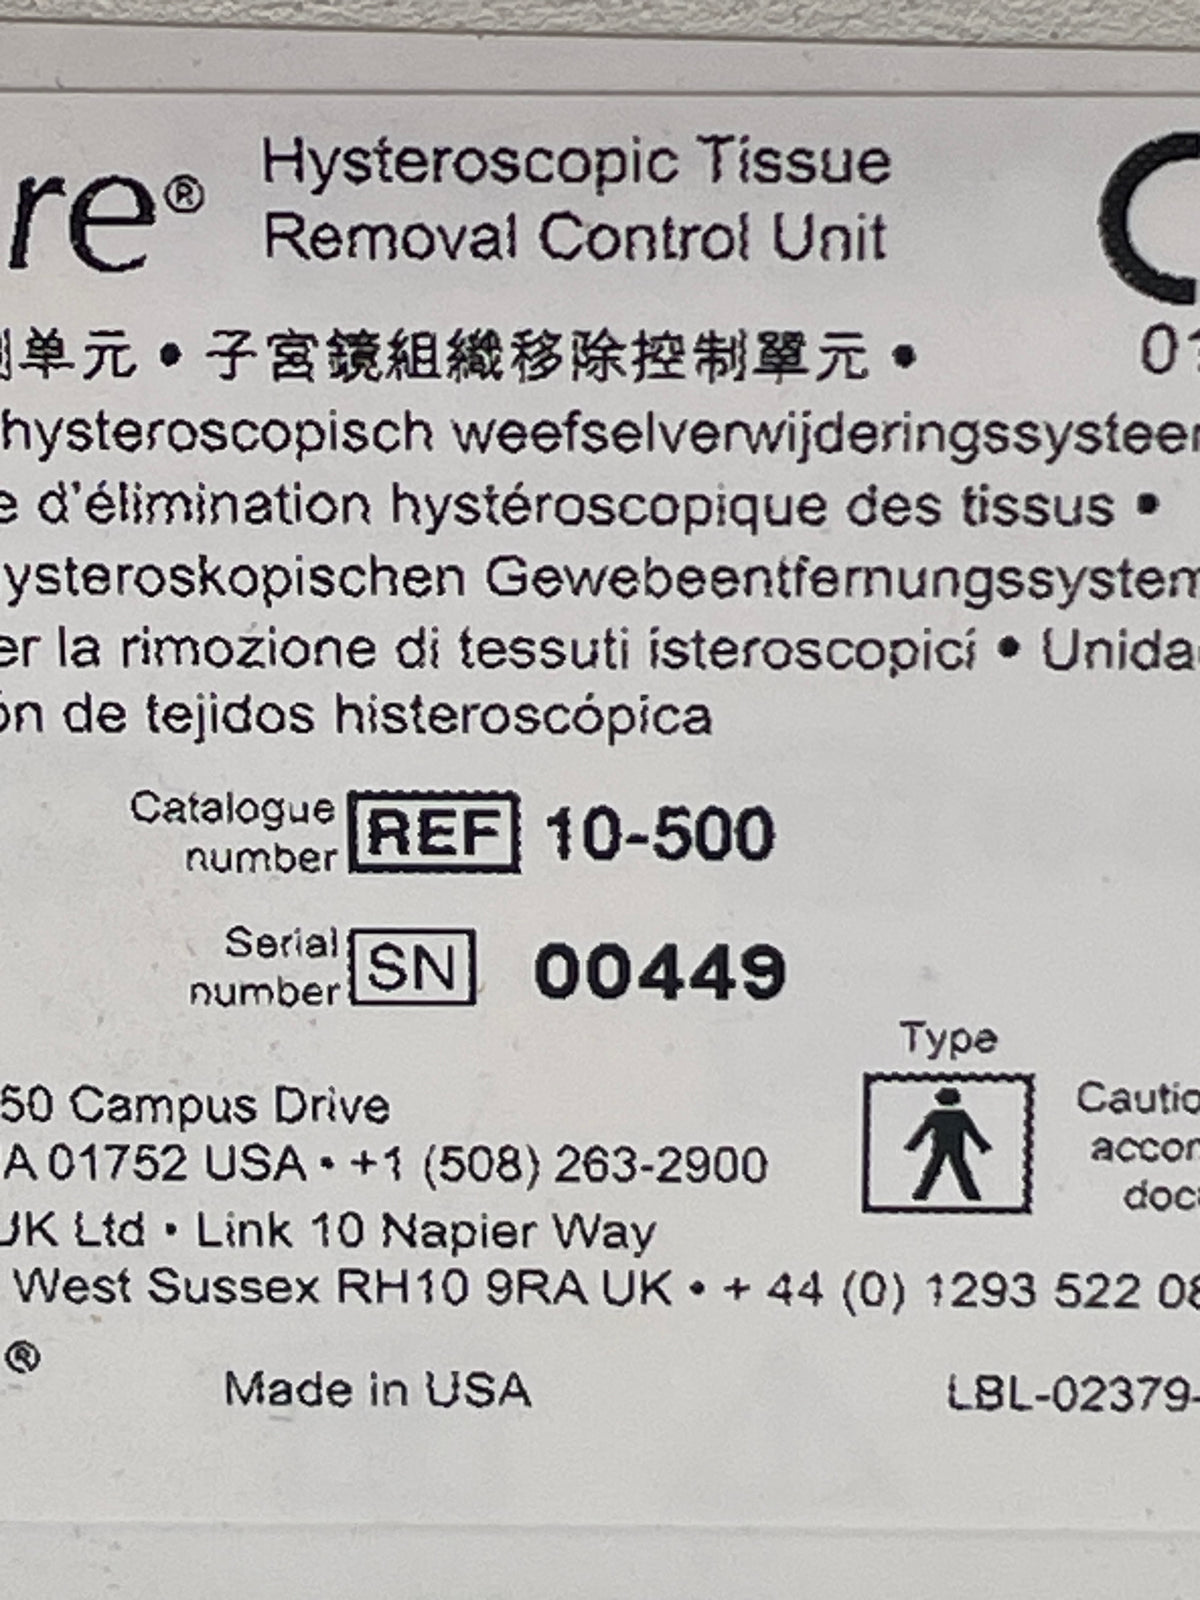 re® Hysteroscopic Tissue
Removal Control Unit
制单元 • 子宮鏡組織移除控制單元 •
hysteroscopisch weefselverwijderingssysteem
e d'élimination hystéroscopique des tissus •
ysteroskopischen Gewebeentfernungssystem
er la rimozione di tessuti isteroscopici • Unida
ón de tejidos histeroscópica
Catalogue
number REF 10-500
Serial
number SN 00449
Type
50 Campus Drive
A 01752 USA • +1 (508) 263-2900
UK Ltd • Link 10 Napier Way
West Sussex RH10 9RA UK • + 44 (0) 1293 522 08
Cautio
accor
doc
®
Made in USA
LBL-02379-